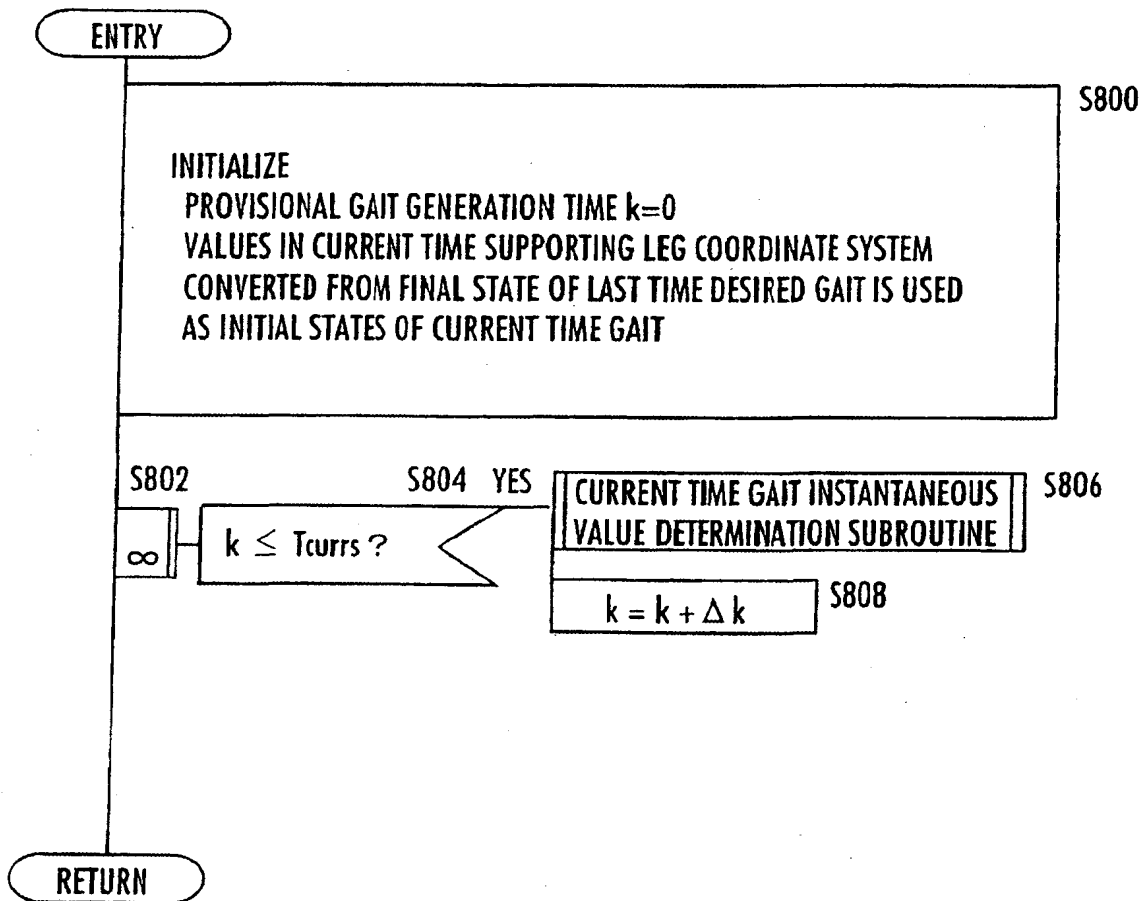 ENTRY
S800
INITIALIZE
PROVISIONAL GAIT GENERATION TIME k=0
VALUES IN CURRENT TIME SUPPORTING LEG COORDINATE SYSTEM
CONVERTED FROM FINAL STATE OF LAST TIME DESIRED GAIT IS USED
AS INITIAL STATES OF CURRENT TIME GAIT
S802
∞
S804 YES
k ≤ Tcurrs ?
CURRENT TIME GAIT INSTANTANEOUS
VALUE DETERMINATION SUBROUTINE
S806
k = k + Δ k
S808
RETURN